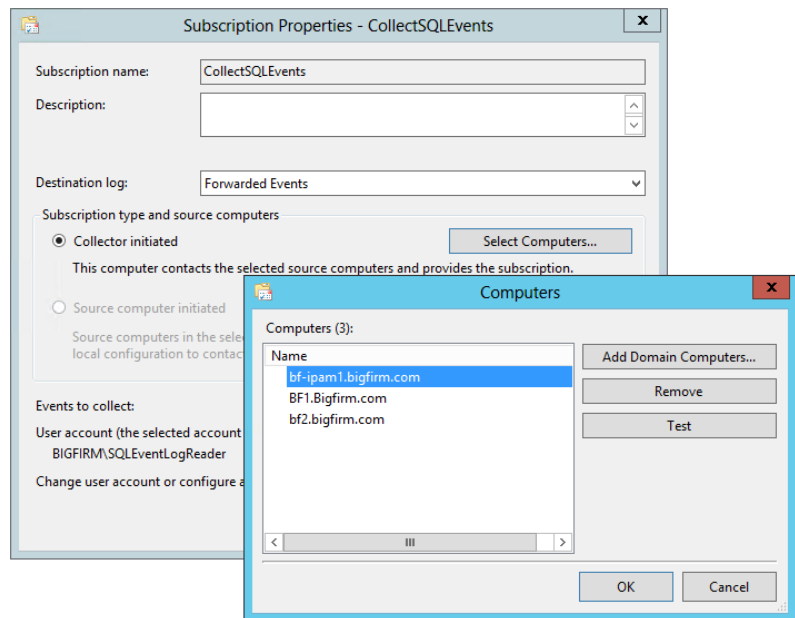 Subscription Properties - CollectSQLEvents
x
Subscription name:
CollectSQLEvents
Description:
Destination log:
Forwarded Events
Subscription type and source computers
Collector initiated
Select Computers...
This computer contacts the selected source computers and provides the subscription.
Source computer initiated
Source computers in the
local configuration to
Events to collect:
User account (the selected account
BIGFIRM\SQLEventLogReader
Change user account or configure
Computers
x
Computers (3):
Name
bf-ipam1.bigfirm.com
BF1.Bigfirm.com
bf2.bigfirm.com
Add Domain Computers...
Remove
Test
OK
Cancel